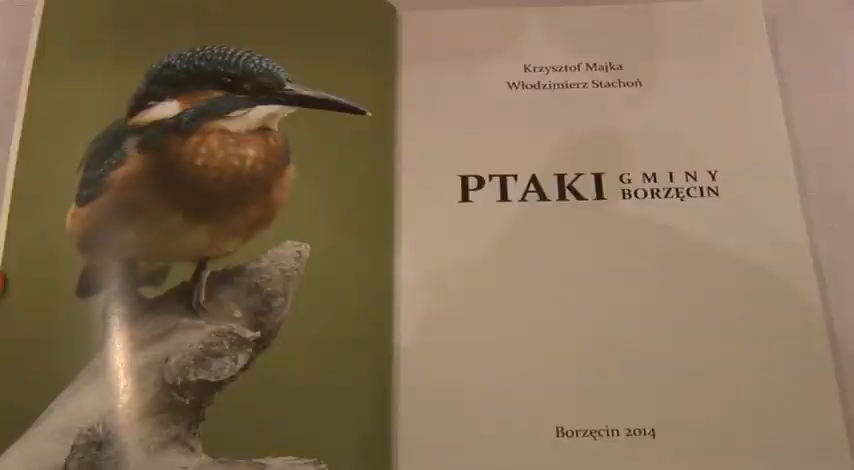 Krzysztof Majka
Włodzimierz Stachoń
PTAKI GMINY
BORZĘCIN
Borzęcin 2014